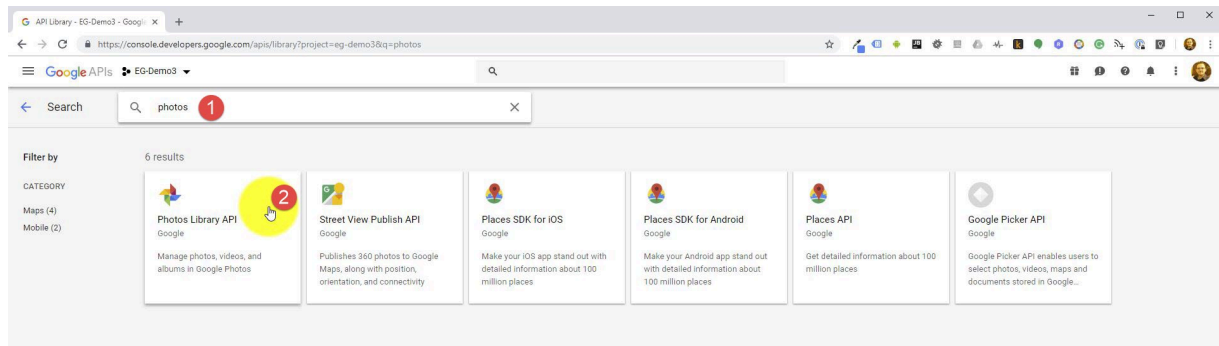 API Library - EG-Demo3 - Googl
https://console.developers.google.com/apis/library?project=eg-demo3&q=photos
Google APIs EG-Demo3
Search photos 1
Filter by
6 results
CATEGORY
Maps (4)
Mobile (2)
2
Photos Library API
Google
Manage photos, videos, and
albums in Google Photos
Street View Publish API
Google
Publishes 360 photos to Google
Maps, along with position,
orientation, and connectivity
Places SDK for iOS
Google
Make your iOS app stand out with
detailed information about 100
million places
Places SDK for Android
Google
Make your Android app stand out
with detailed information about
100 million places
Places API
Google
Get detailed information about 100
million places
Google Picker API
Google
Google Picker API enables users to
select photos, videos, maps and
documents stored in Google...